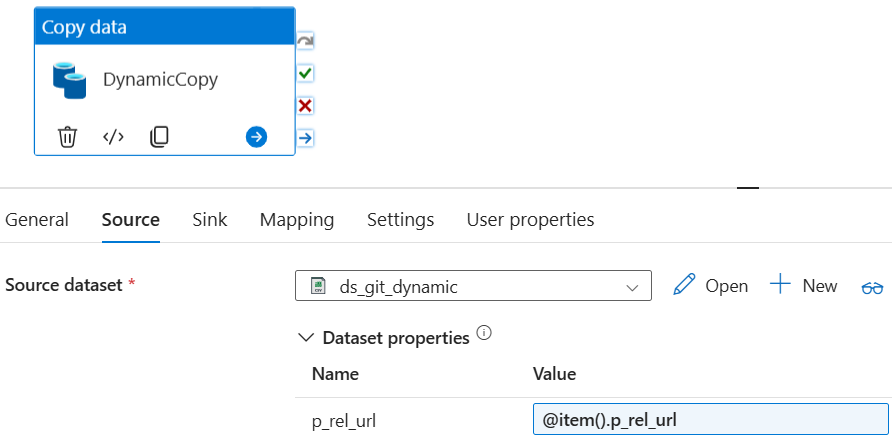 Copy data
DynamicCopy
</>
General Source Sink Mapping Settings User properties
Source dataset *
ds_git_dynamic
Open
New
Dataset properties
Name Value
p_rel_url @item().p_rel_url